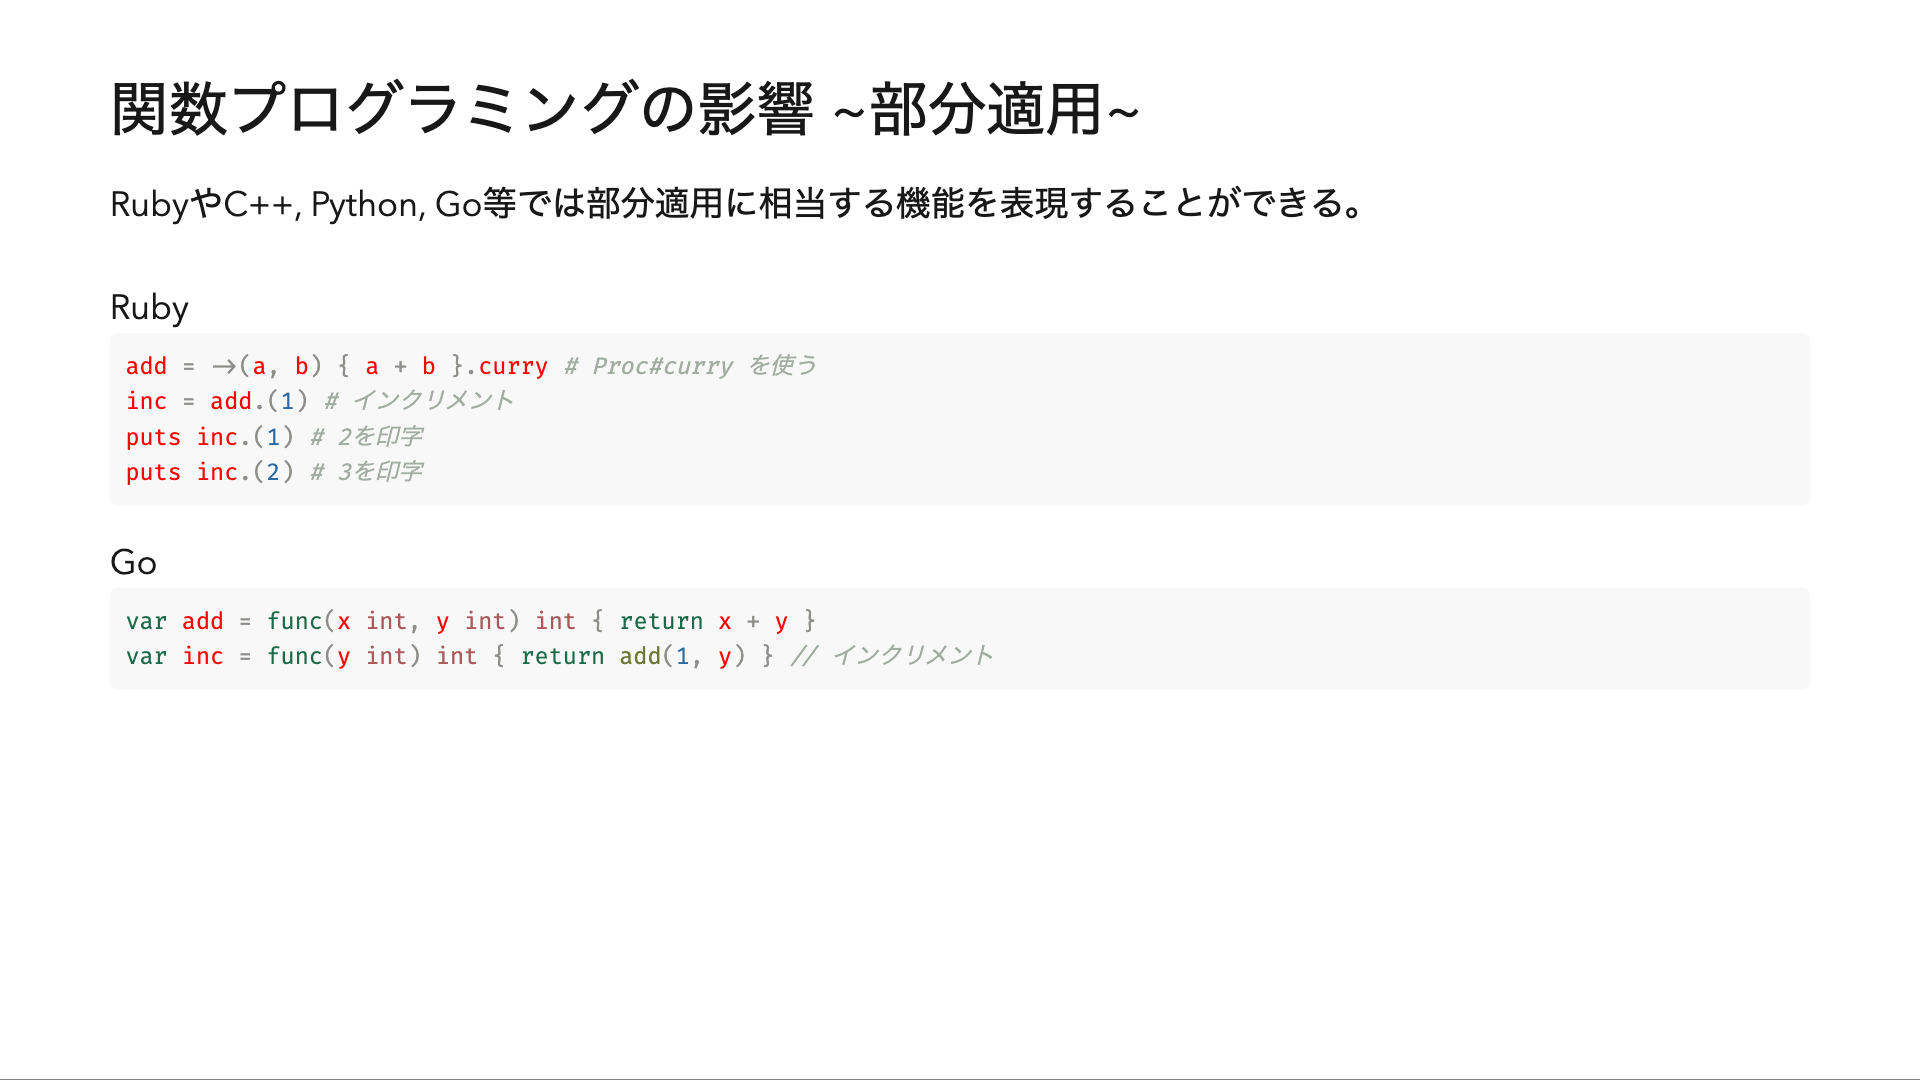 関数プログラミングの影響 ~部分適用~
RubyやC++, Python, Go等では部分適用に相当する機能を表現することができる。
Ruby
add = ->(a, b) { a + b }.curry # Proc#curry を使う
inc = add.(1) # インクリメント
puts inc.(1) # 2を印字
puts inc.(2) # 3を印字
Go
var add = func(x int, y int) int { return x + y }
var inc = func(y int) int { return add(1, y) } // インクリメント